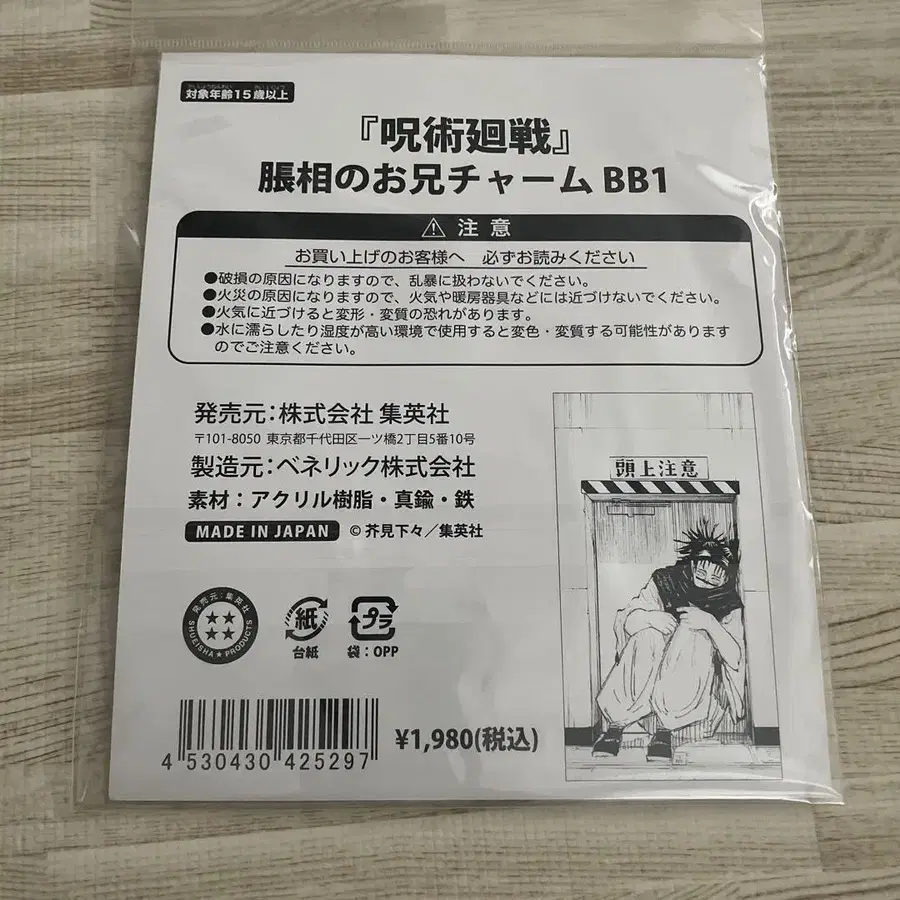 対象年齢15歳以上
『呪術廻戦』
脹相のお兄チャーム BB1
⚠ 注意
お買い上げのお客様へ 必ずお読みください
●破損の原因になりますので、乱暴に扱わないでください。
●火災の原因になりますので、火気や暖房器具などには近づけないでください。
●火気に近づけると変形・変質の恐れがあります。
●水に濡らしたり湿度が高い環境で使用すると変色・変質する可能性があります
のでご注意ください。
発売元:株式会社 集英社
〒101-8050 東京都千代田区一ツ橋2丁目5番10号
製造元:ベネリック株式会社
素材:アクリル樹脂・真鍮・鉄
MADE IN JAPAN ©芥見下々/集英社
頭上注意
発売元:集英社
SHUEISHA★PRODUCTS
紙
台紙
プラ
袋:OPP
¥1,980(税込)
4 530430 425297